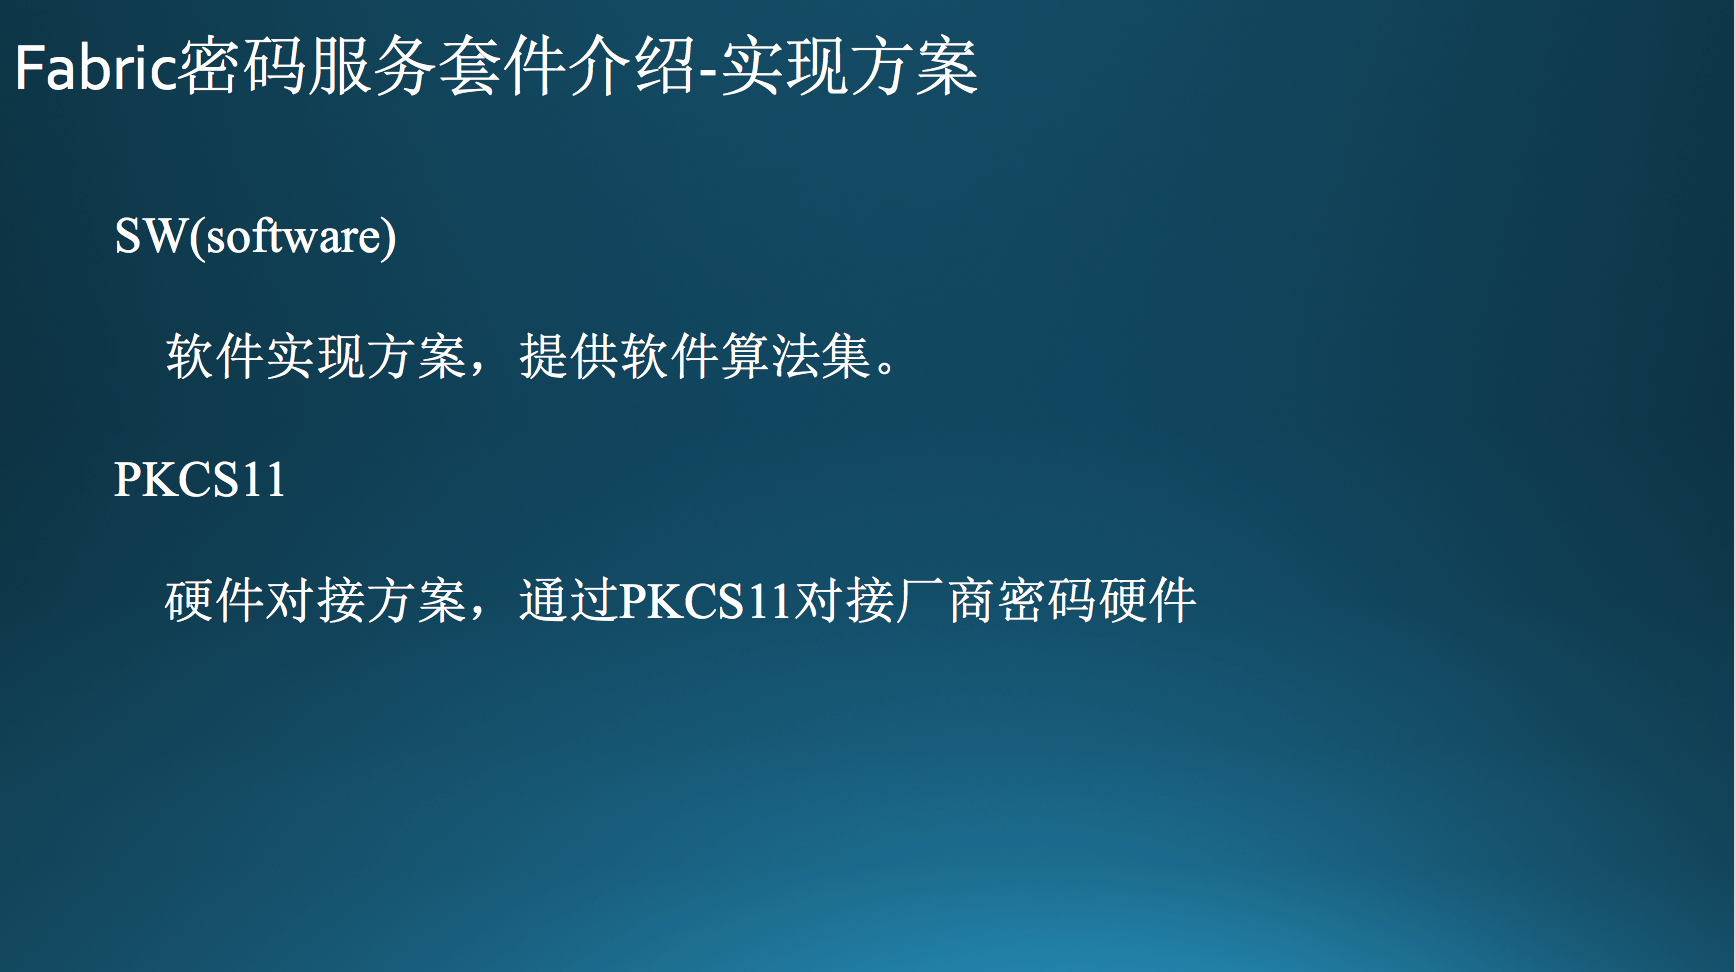 Fabric密码服务套件介绍-实现方案
SW(software)
软件实现方案，提供软件算法集。
PKCS11
硬件对接方案，通过PKCS11对接厂商密码硬件